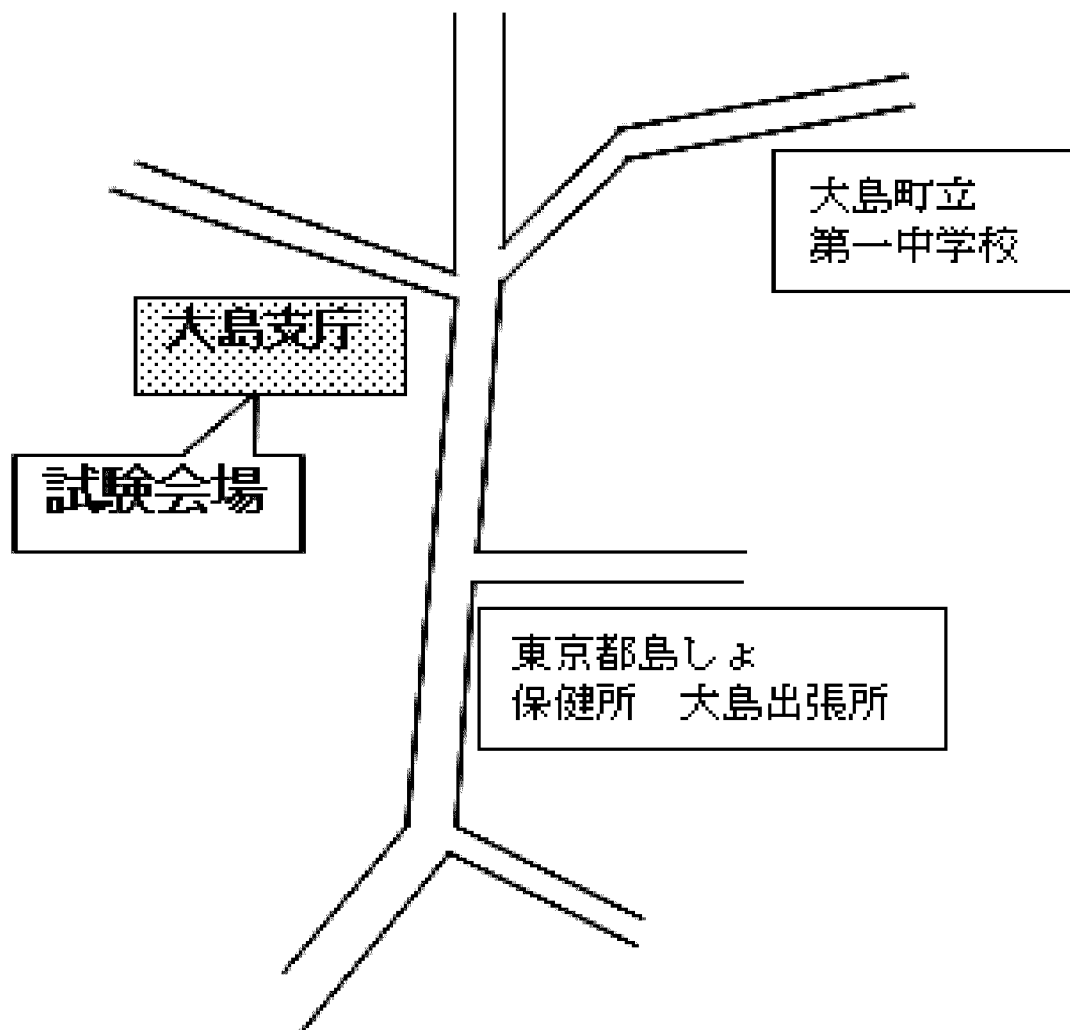 大島町立
第一中学校
大島支庁
試験会場
東京都島しょ
保健所　大島出張所